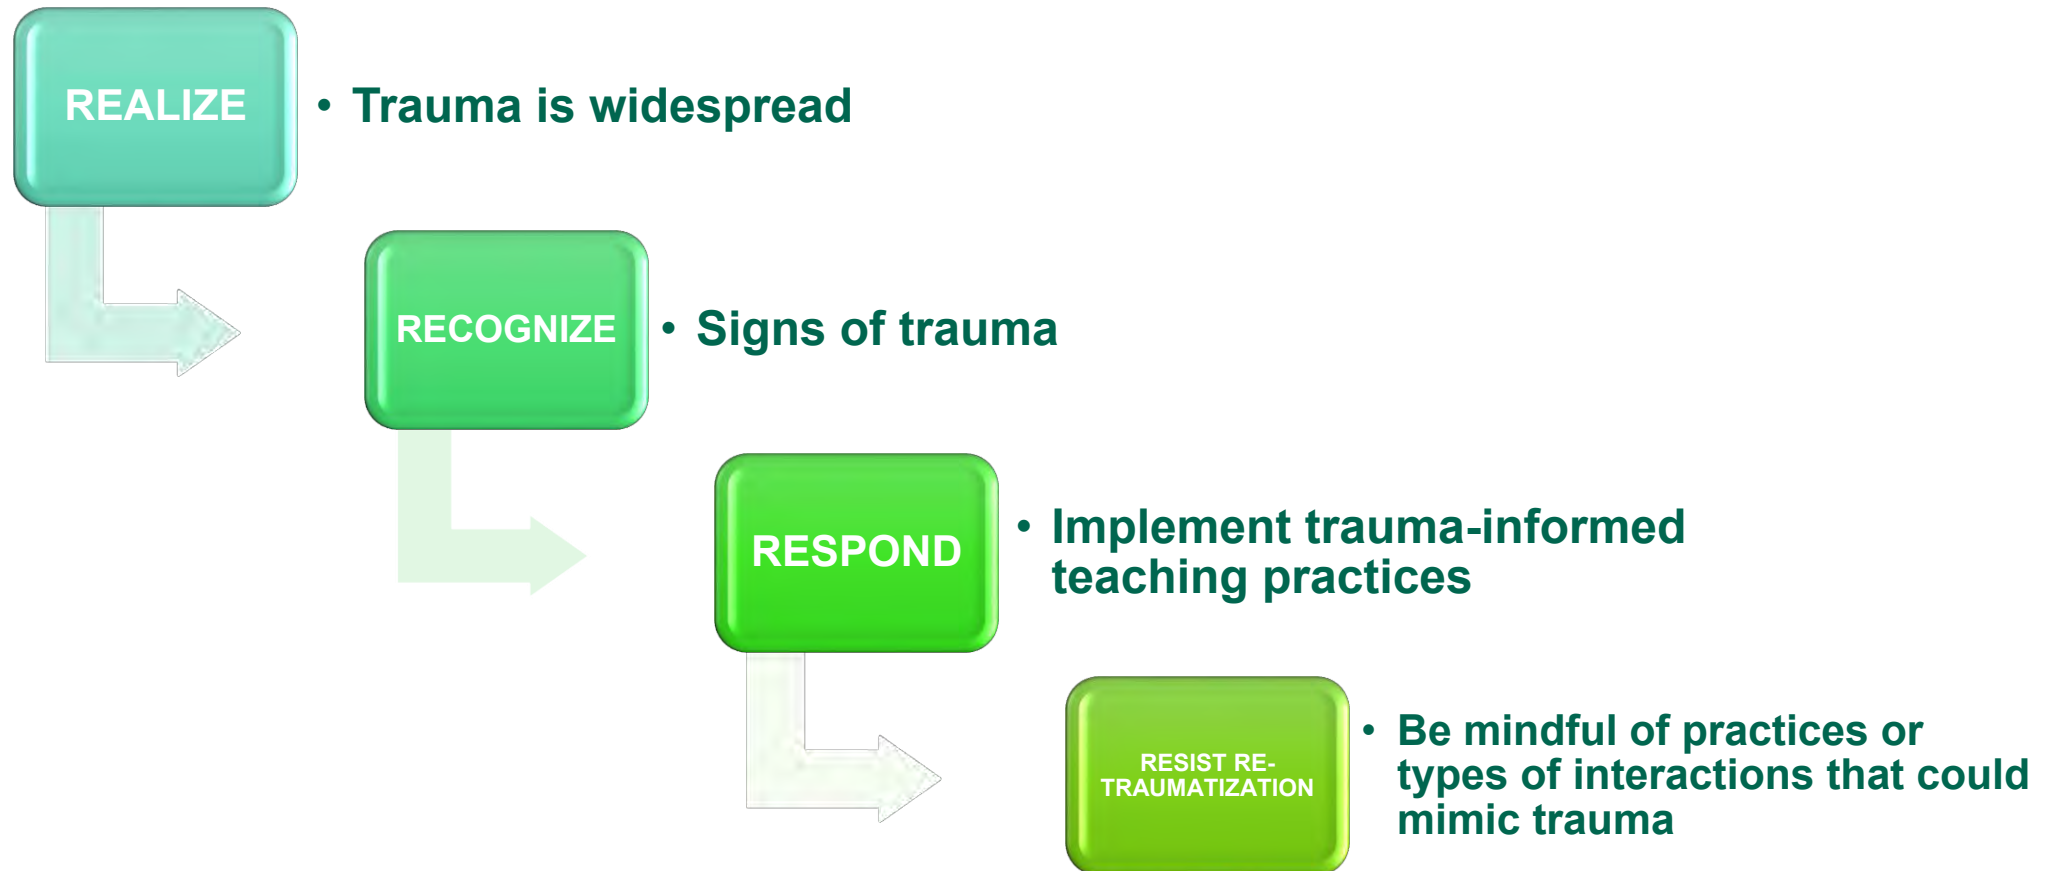 REALIZE
• Trauma is widespread
RECOGNIZE
• Signs of trauma
RESPOND
• Implement trauma-informed
teaching practices
RESIST RE-
TRAUMATIZATION
• Be mindful of practices or
types of interactions that could
mimic trauma